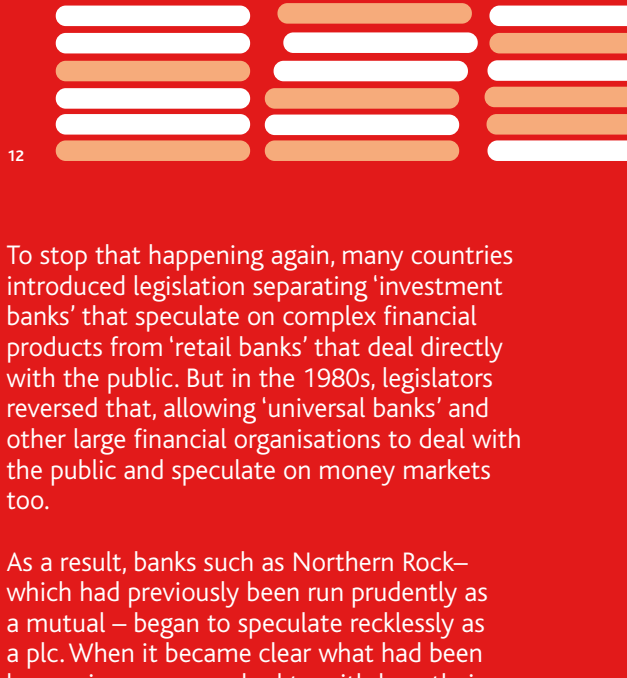 12
To stop that happening again, many countries
introduced legislation separating ‘investment
banks’ that speculate on complex financial
products from ‘retail banks’ that deal directly
with the public. But in the 1980s, legislators
reversed that, allowing ‘universal banks’ and
other large financial organisations to deal with
the public and speculate on money markets
too.
As a result, banks such as Northern Rock–
which had previously been run prudently as
a mutual – began to speculate recklessly as
a plc. When it became clear what had been